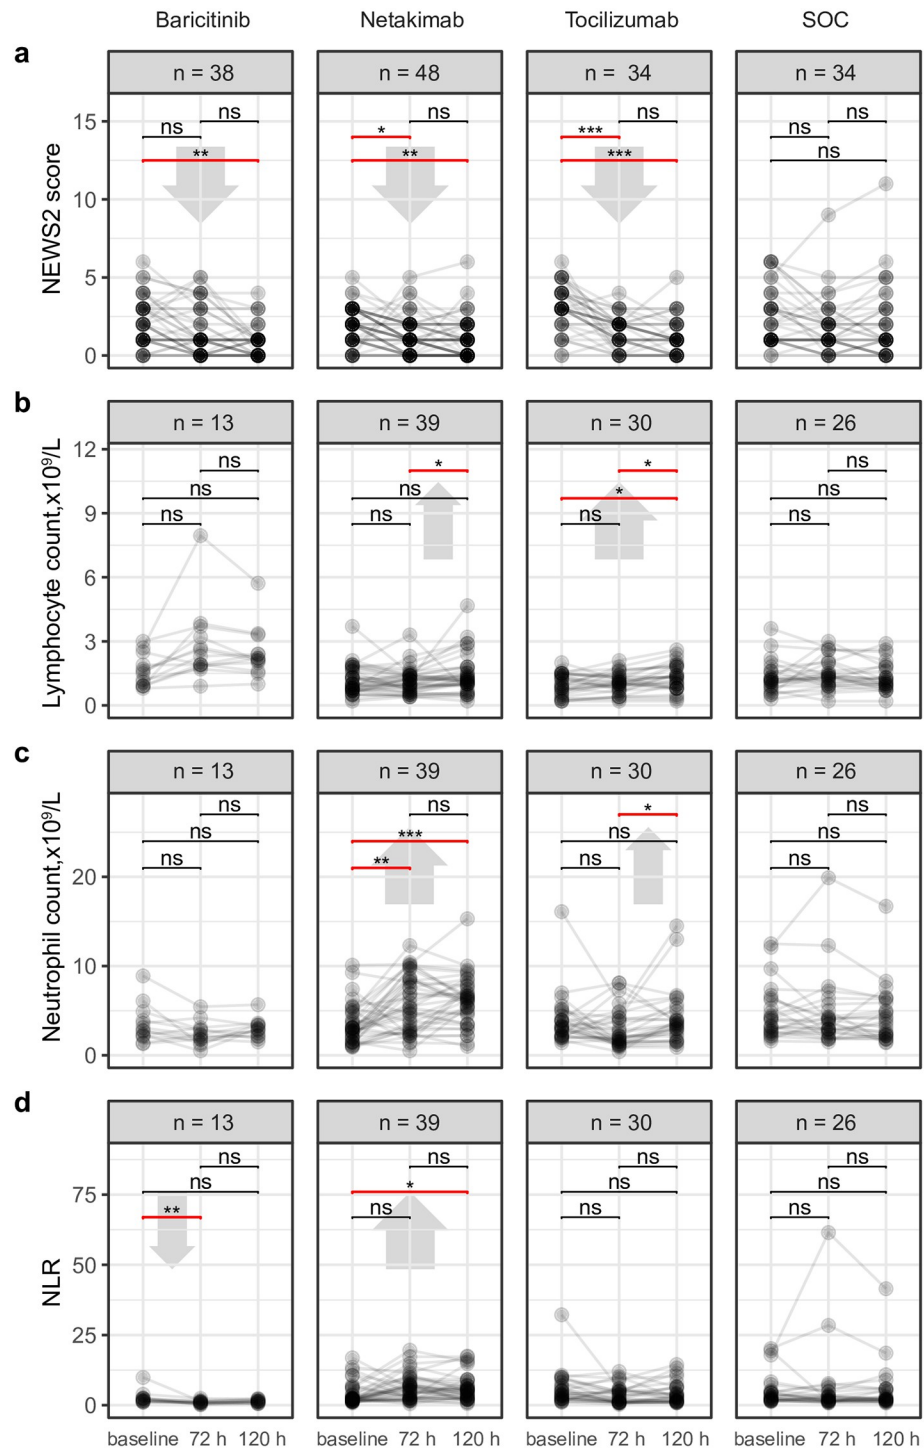 Baricitinib Netakimab Tocilizumab SOC
a
n = 38 n = 48 n = 34 n = 34
NEWS2 score
15
10
5
0
ns ns **
* ns **
*** ns ***
ns ns ns
b
n = 13 n = 39 n = 30 n = 26
Lymphocyte count,x10⁹/L
12
9
6
3
0
ns ns ns
* ns ns
* * ns
ns ns ns
c
n = 13 n = 39 n = 30 n = 26
Neutrophil count,x10⁹/L
20
10
0
ns ns ns
ns *** **
* ns ns
ns ns ns
d
n = 13 n = 39 n = 30 n = 26
NLR
75
50
25
0
ns ns **
ns * ns
ns ns ns
ns ns ns
baseline 72 h 120 h baseline 72 h 120 h baseline 72 h 120 h baseline 72 h 120 h